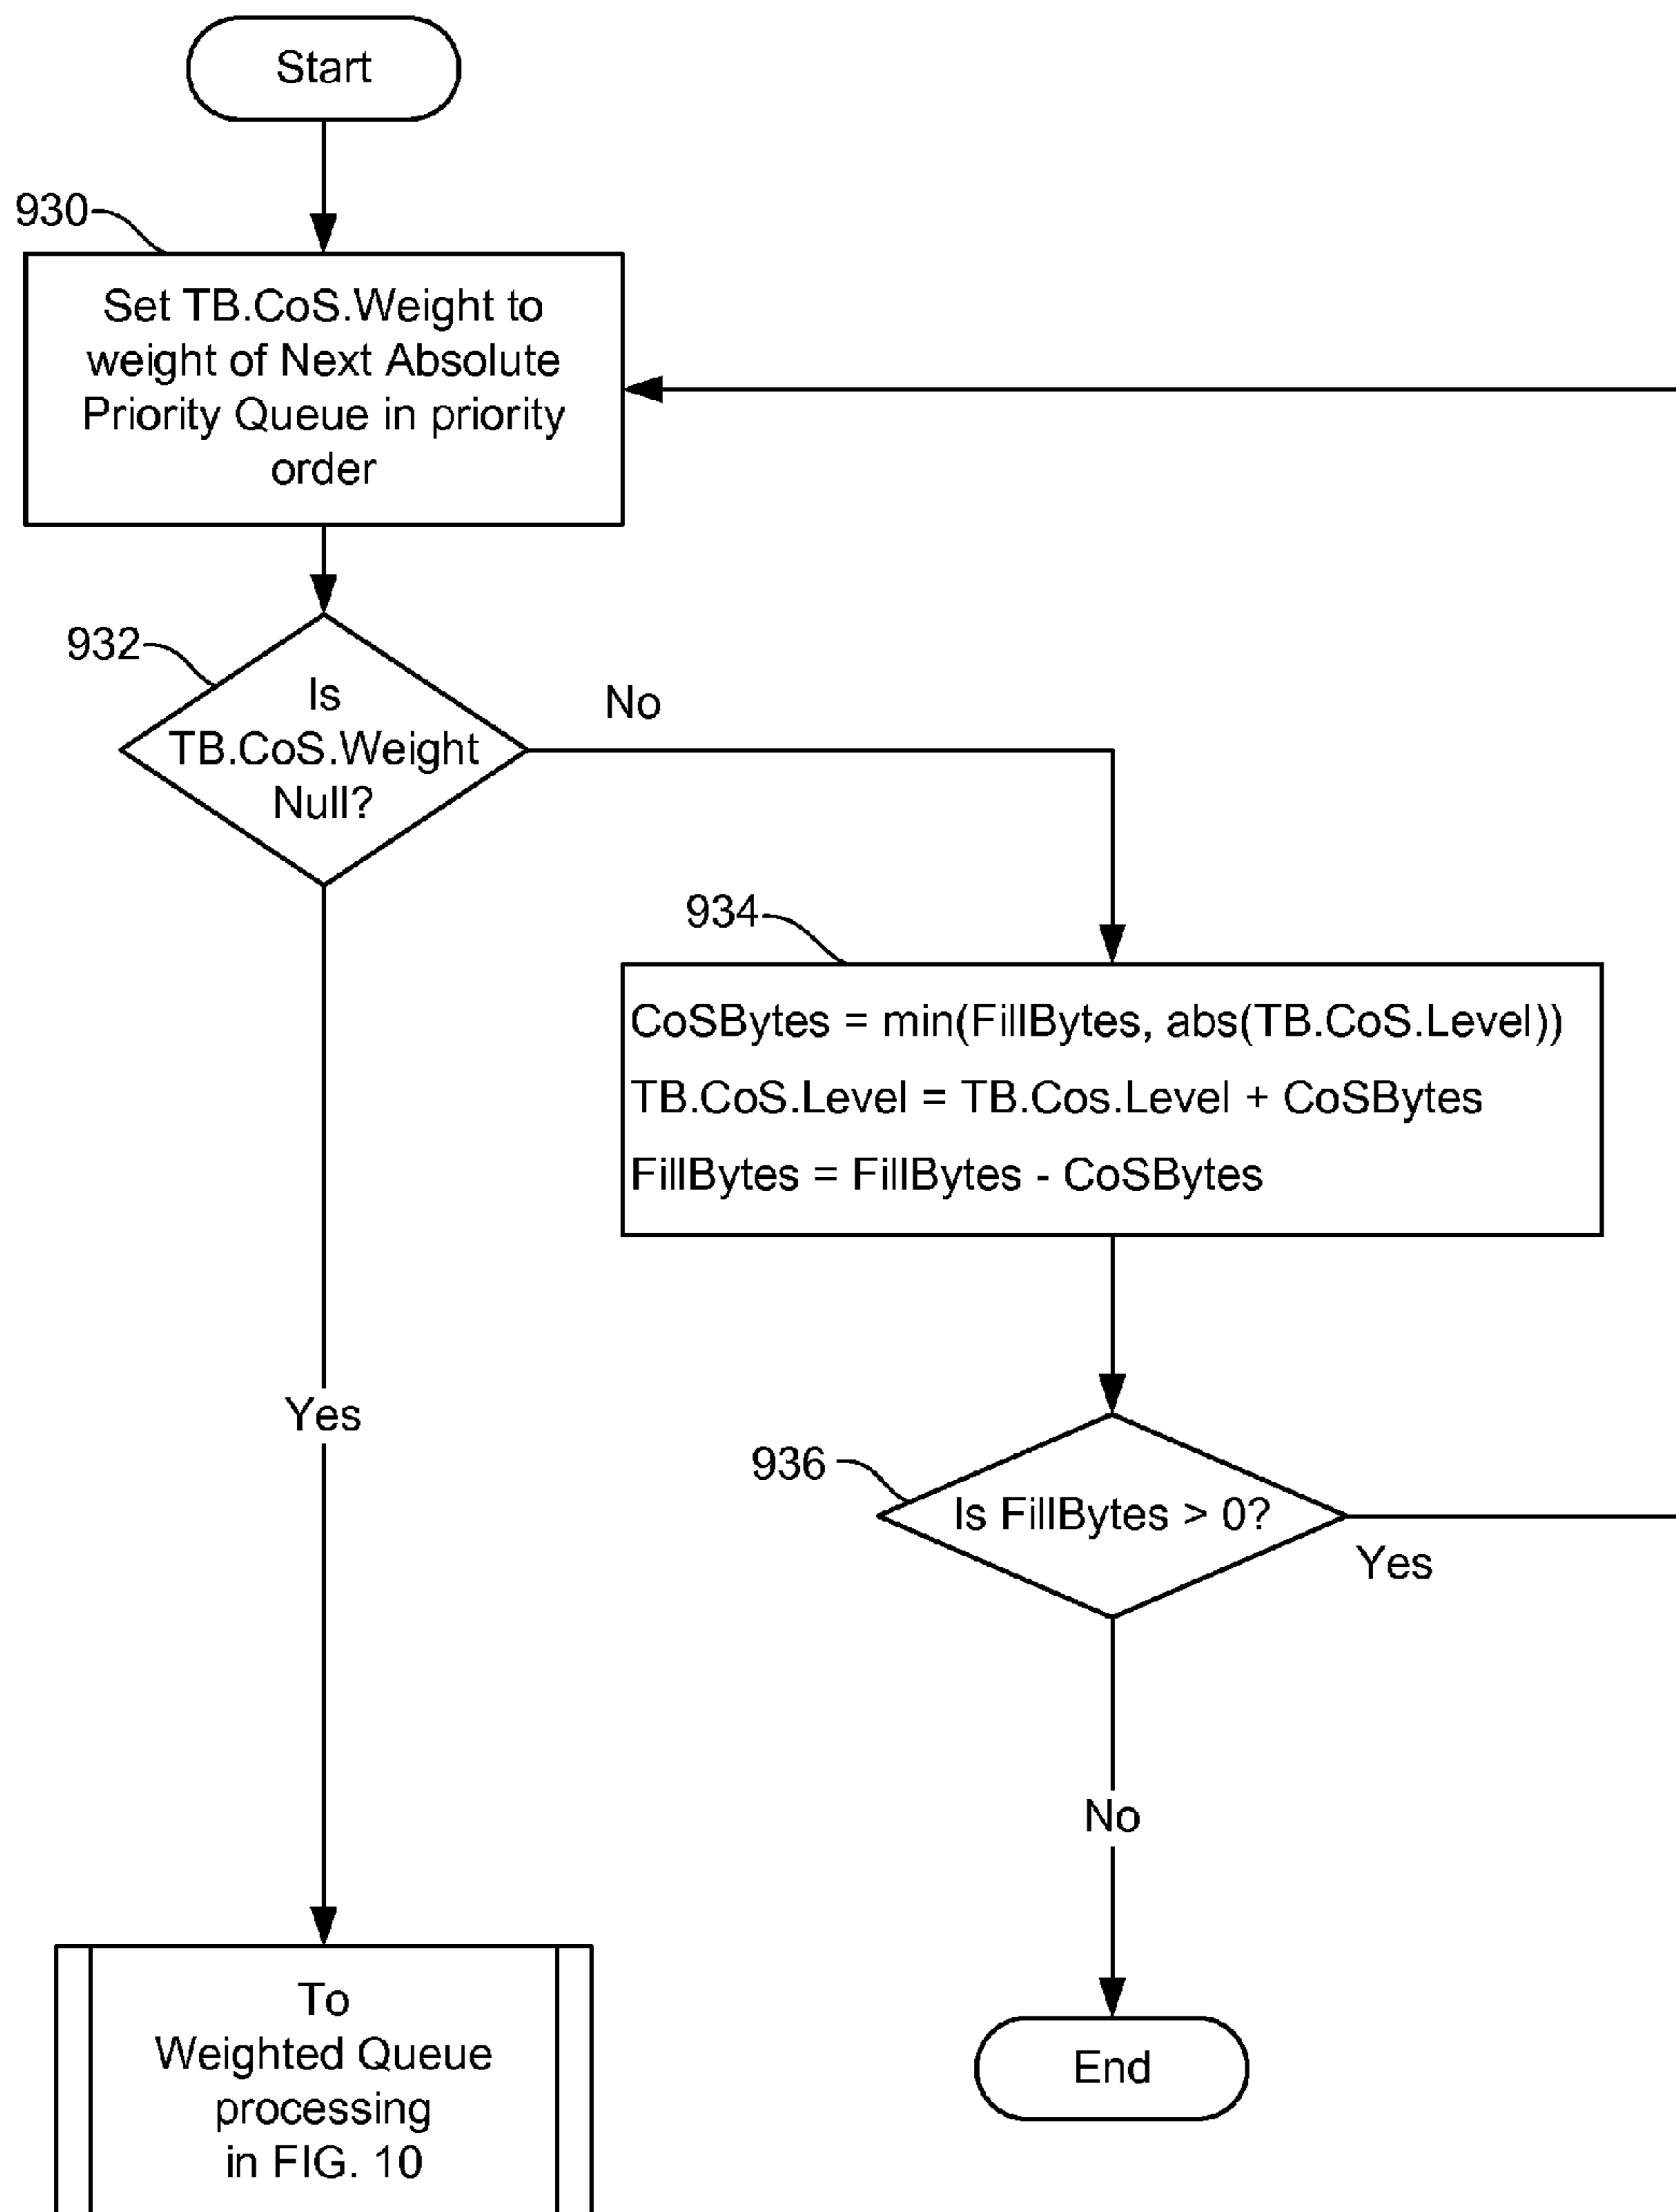 Start
930
Set TB.CoS.Weight to
weight of Next Absolute
Priority Queue in priority
order
932
Is
TB.CoS.Weight
Null?
No
934
CoSBytes = min(FillBytes, abs(TB.CoS.Level))
TB.CoS.Level = TB.Cos.Level + CoSBytes
FillBytes = FillBytes - CoSBytes
Yes
936
Is FillBytes > 0?
Yes
No
To
Weighted Queue
processing
in FIG. 10
End